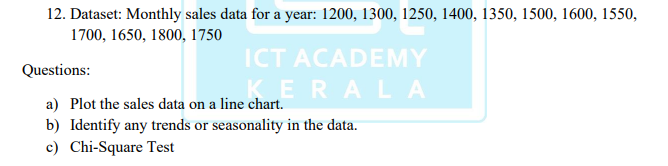 12. Dataset: Monthly sales data for a year: 1200, 1300, 1250, 1400, 1350, 1500, 1600, 1550,
1700, 1650, 1800, 1750
ICT ACADEMY
Questions:
KERALA
a) Plot the sales data on a line chart.
b) Identify any trends or seasonality in the data.
c) Chi-Square Test